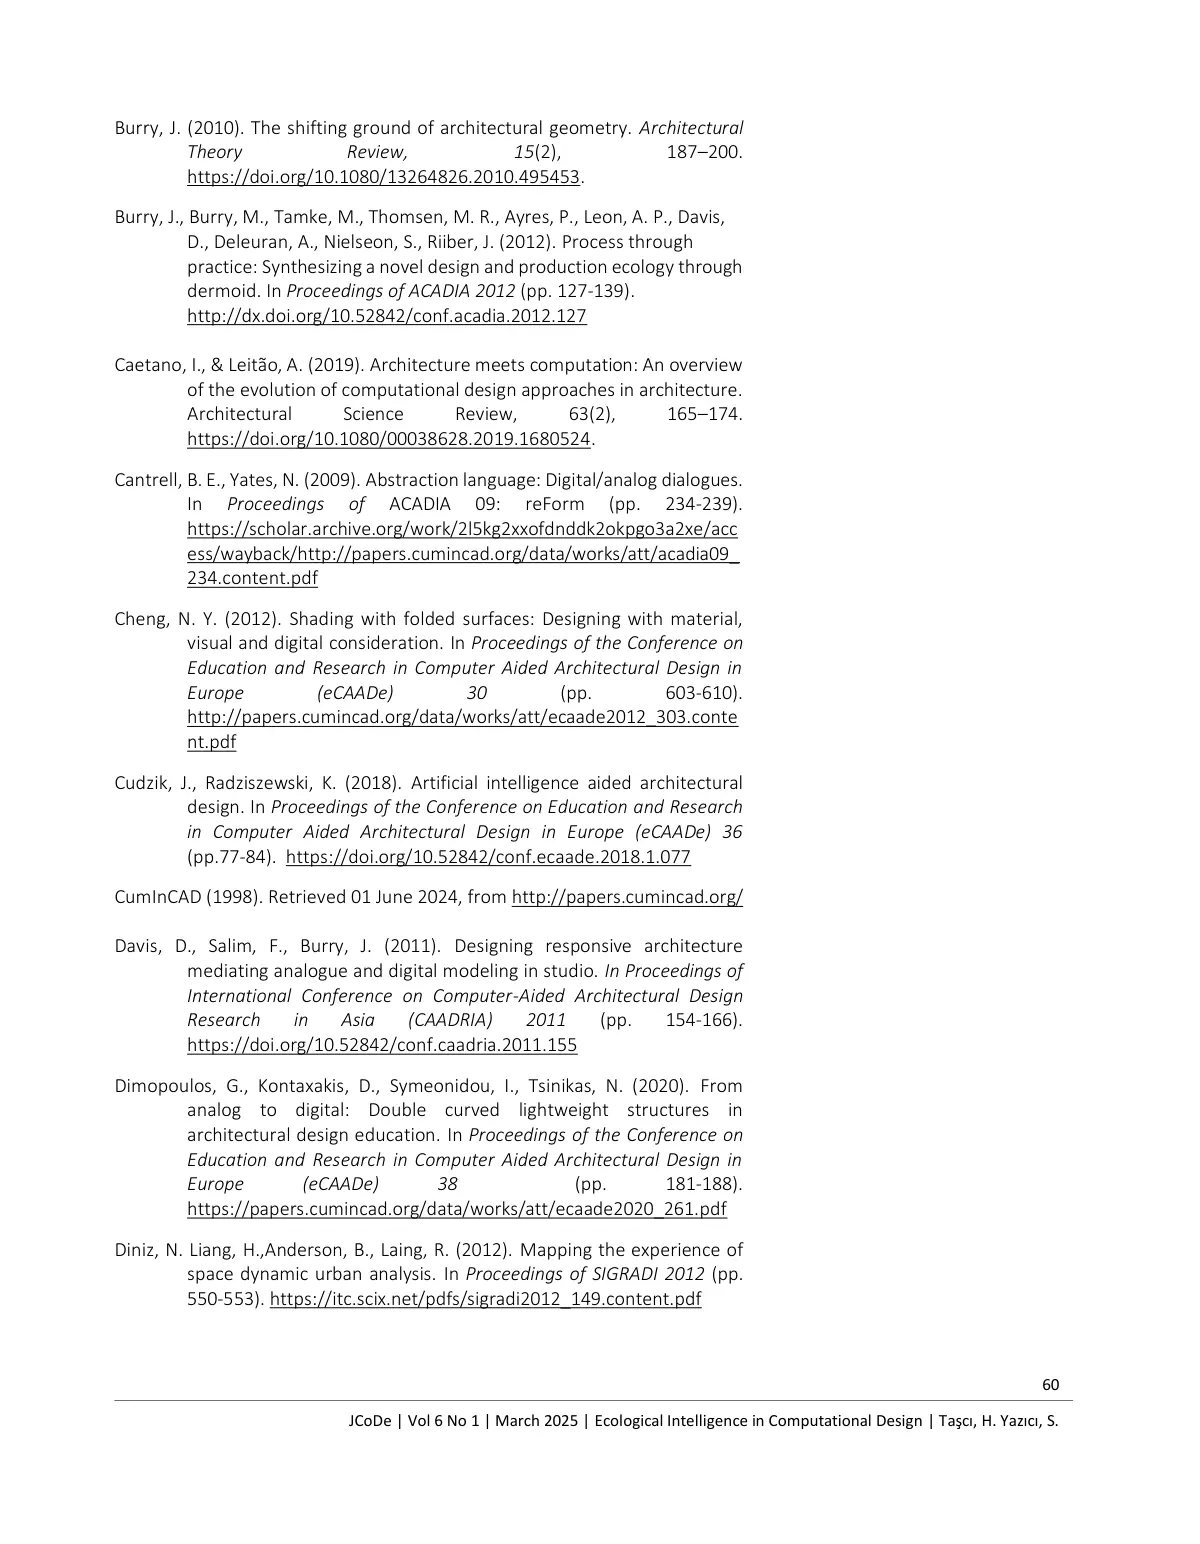 Burry, J. (2010). The shifting ground of architectural geometry. Architectural
Theory Review, 15(2), 187–200.
https://doi.org/10.1080/13264826.2010.495453.
Burry, J., Burry, M., Tamke, M., Thomsen, M. R., Ayres, P., Leon, A. P., Davis,
D., Deleuran, A., Nielseon, S., Riiber, J. (2012). Process through
practice: Synthesizing a novel design and production ecology through
dermoid. In Proceedings of ACADIA 2012 (pp. 127-139).
http://dx.doi.org/10.52842/conf.acadia.2012.127
Caetano, I., & Leitão, A. (2019). Architecture meets computation: An overview
of the evolution of computational design approaches in architecture.
Architectural Science Review, 63(2), 165–174.
https://doi.org/10.1080/00038628.2019.1680524.
Cantrell, B. E., Yates, N. (2009). Abstraction language: Digital/analog dialogues.
In Proceedings of ACADIA 09: reForm (pp. 234-239).
https://scholar.archive.org/work/2l5kg2xxofdnddk2okpgo3a2xe/acc
ess/wayback/http://papers.cumincad.org/data/works/att/acadia09_
234.content.pdf
Cheng, N. Y. (2012). Shading with folded surfaces: Designing with material,
visual and digital consideration. In Proceedings of the Conference on
Education and Research in Computer Aided Architectural Design in
Europe (eCAADe) 30 (pp. 603-610).
http://papers.cumincad.org/data/works/att/ecaade2012_303.conte
nt.pdf
Cudzik, J., Radziszewski, K. (2018). Artificial intelligence aided architectural
design. In Proceedings of the Conference on Education and Research
in Computer Aided Architectural Design in Europe (eCAADe) 36
(pp.77-84). https://doi.org/10.52842/conf.ecaade.2018.1.077
CumInCAD (1998). Retrieved 01 June 2024, from http://papers.cumincad.org/
Davis, D., Salim, F., Burry, J. (2011). Designing responsive architecture
mediating analogue and digital modeling in studio. In Proceedings of
International Conference on Computer-Aided Architectural Design
Research in Asia (CAADRIA) 2011 (pp. 154-166).
https://doi.org/10.52842/conf.caadria.2011.155
Dimopoulos, G., Kontaxakis, D., Symeonidou, I., Tsinikas, N. (2020). From
analog to digital: Double curved lightweight structures in
architectural design education. In Proceedings of the Conference on
Education and Research in Computer Aided Architectural Design in
Europe (eCAADe) 38 (pp. 181-188).
https://papers.cumincad.org/data/works/att/ecaade2020_261.pdf
Diniz, N. Liang, H.,Anderson, B., Laing, R. (2012). Mapping the experience of
space dynamic urban analysis. In Proceedings of SIGRADI 2012 (pp.
550-553). https://itc.scix.net/pdfs/sigradi2012_149.content.pdf
60
JCoDe | Vol 6 No 1 | March 2025 | Ecological Intelligence in Computational Design | Taşcı, H. Yazıcı, S.